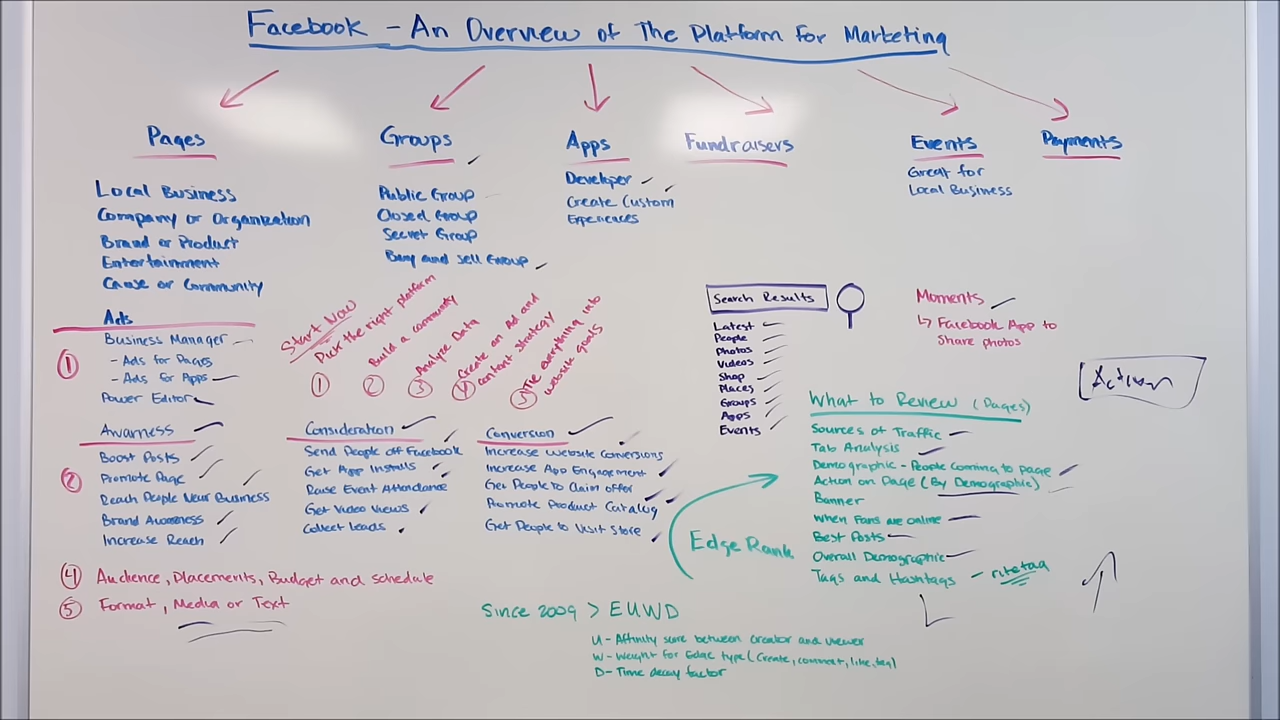 Facebook - An Overview of The Platform for Marketing
Pages
Local Business
Company or Organization
Brand or Product
Entertainment
Cause or Community
Groups
Public Group
Closed Group
Secret Group
Buy and sell Group
Apps
Developer
Create Custom
Experiences
Fundraisers
Events
Great for
Local Business
Payments
Ads
① Business Manager
- Ads for Pages
- Ads for Apps
Power Editor
Start Now
① Pick the right platform
② Build a community
③ Analyze Data
④ Create an Ad and
content strategy
⑤ Tie everything into
website goals
Search Results
Latest
People
Photos
Videos
Shop
Places
Groups
Apps
Events
Moments
↳ Facebook App to
Share photos
Action
②
Awarness
Boost Posts
Promote Page
Reach People Near Business
Brand Awareness
Increase Reach
Consideration
Send People off Facebook
Get App Installs
Raise Event Attendance
Get Video Views
Collect Leads
Conversion
Increase Website Conversions
Increase App Engagement
Get People to Claim offer
Promote Product Catalog
Get People to Visit Store
What to Review (Pages)
Sources of Traffic
Tab Analysis
Demographic - People coming to page
Action on Page (By Demographic)
Banner
When Fans are online
Best Posts
Overall Demographic
Tags and Hashtags - ritetag
Edge Rank
④ Audience, Placements, Budget and schedule
⑤ Format, Media or Text
Since 2009 > EUWD
U - Affinity score between creator and viewer
W - Weight for Edge type (Create, comment, like, tag)
D - Time decay factor